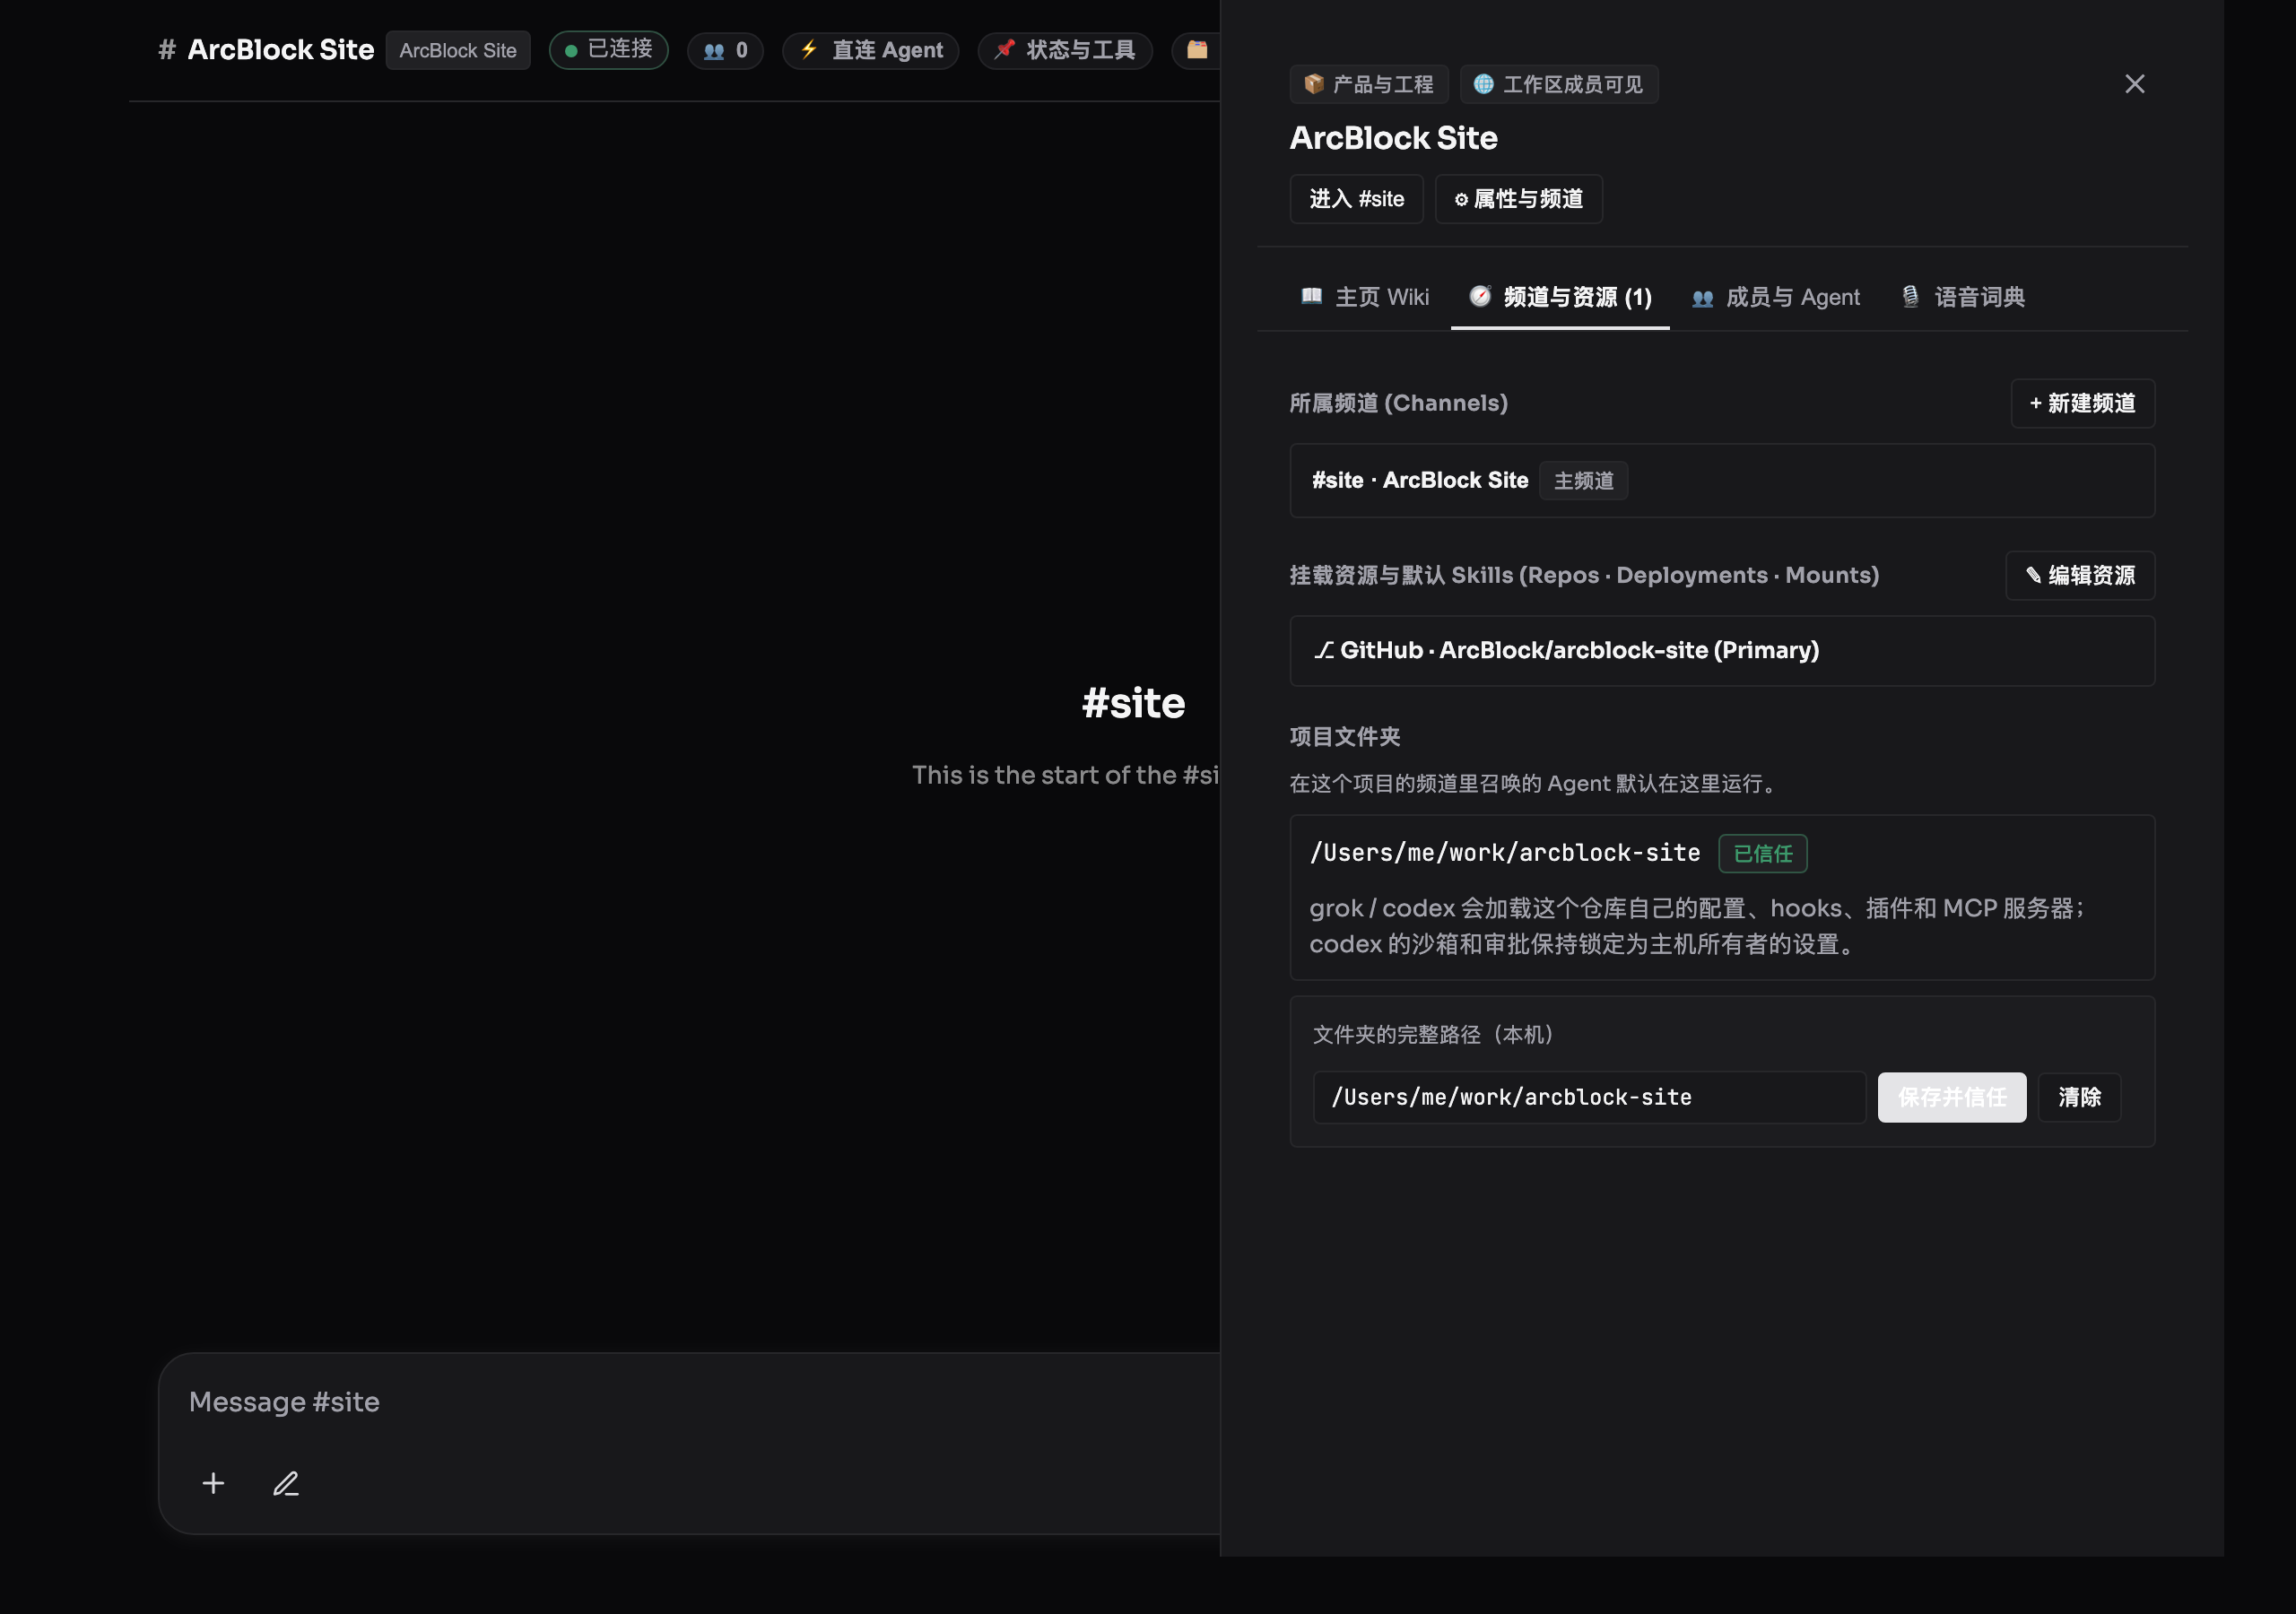 # ArcBlock Site ArcBlock Site 已连接 0 直连 Agent 状态与工具
#site
This is the start of the #si
Message #site
产品与工程 工作区成员可见
ArcBlock Site
进入 #site 属性与频道
主页 Wiki 频道与资源 (1) 成员与 Agent 语音词典
所属频道 (Channels) + 新建频道
#site · ArcBlock Site 主频道
挂载资源与默认 Skills (Repos · Deployments · Mounts) ✎ 编辑资源
⎇ GitHub · ArcBlock/arcblock-site (Primary)
项目文件夹
在这个项目的频道里召唤的 Agent 默认在这里运行。
/Users/me/work/arcblock-site 已信任
grok / codex 会加载这个仓库自己的配置、hooks、插件和 MCP 服务器；
codex 的沙箱和审批保持锁定为主机所有者的设置。
文件夹的完整路径（本机）
/Users/me/work/arcblock-site 保存并信任 清除